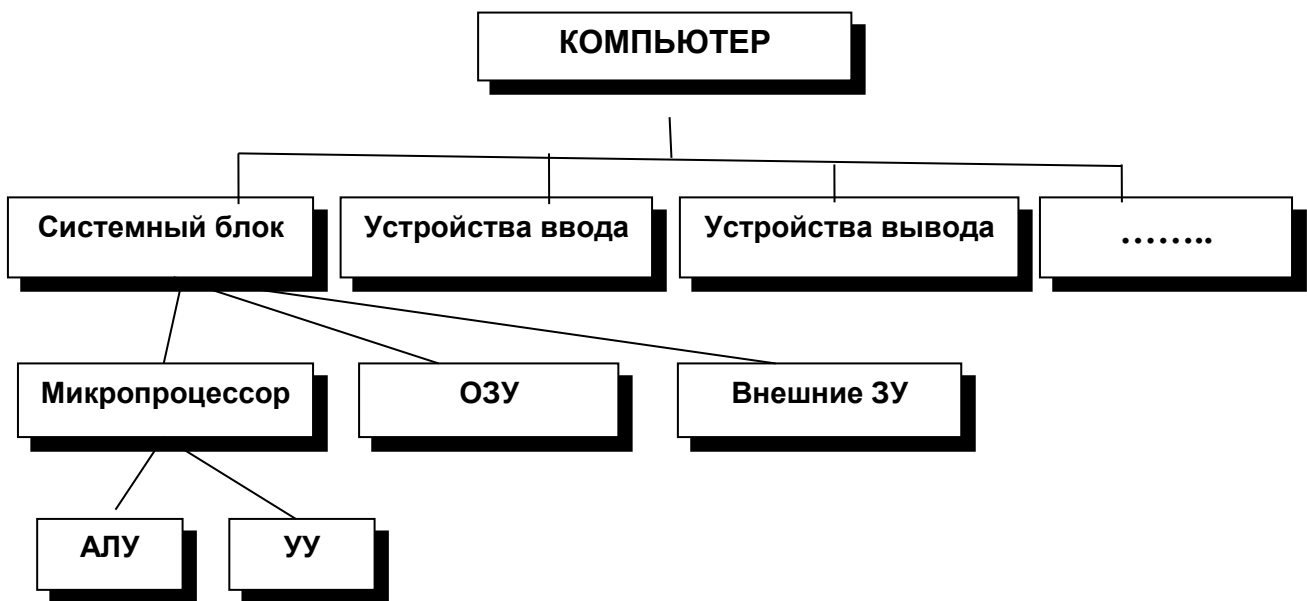 КОМПЬЮТЕР
Системный блок
Устройства ввода
Устройства вывода
……..
Микропроцессор
ОЗУ
Внешние ЗУ
АЛУ
УУ